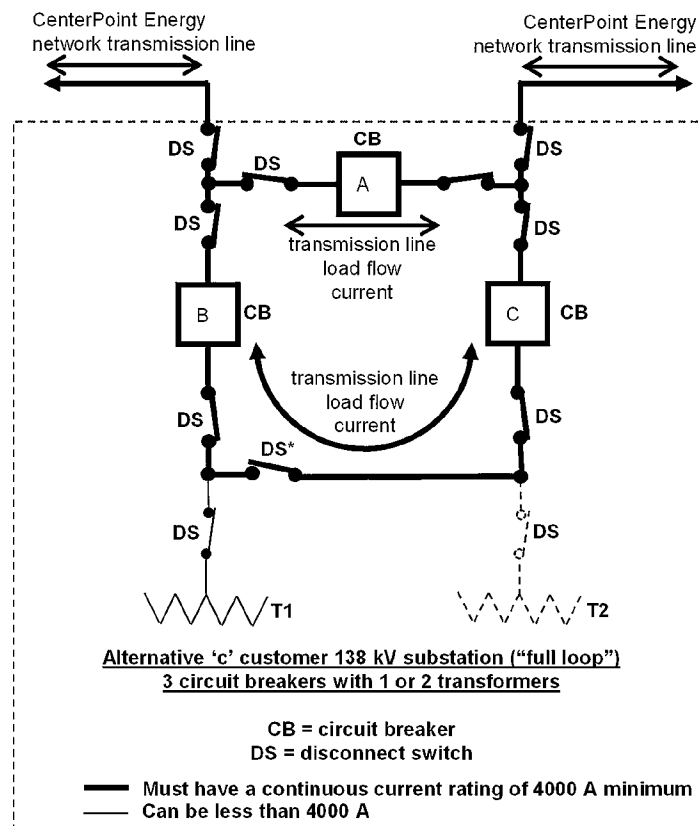 CenterPoint Energy
network transmission line
CenterPoint Energy
network transmission line
DS
DS
CB
A
DS
DS
transmission line
load flow
current
DS
B
CB
C
CB
transmission line
load flow
current
DS
DS
DS*
DS
DS
T1
T2
Alternative ‘c’ customer 138 kV substation (“full loop”)
3 circuit breakers with 1 or 2 transformers
CB = circuit breaker
DS = disconnect switch
Must have a continuous current rating of 4000 A minimum
Can be less than 4000 A